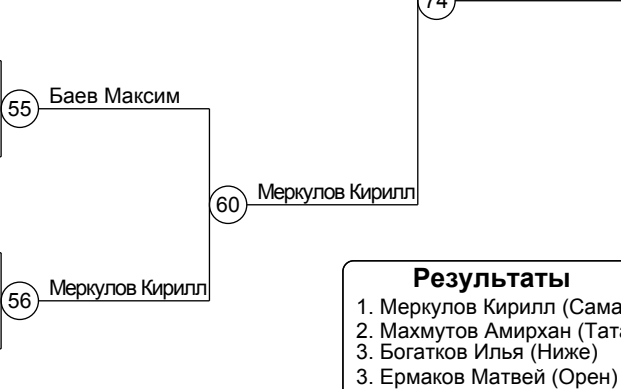 74
55
Баев Максим
60
Меркулов Кирилл
56
Меркулов Кирилл
Результаты
1. Меркулов Кирилл (Сама
2. Махмутов Амирхан (Тата
3. Богатков Илья (Ниже)
3. Ермаков Матвей (Орен)